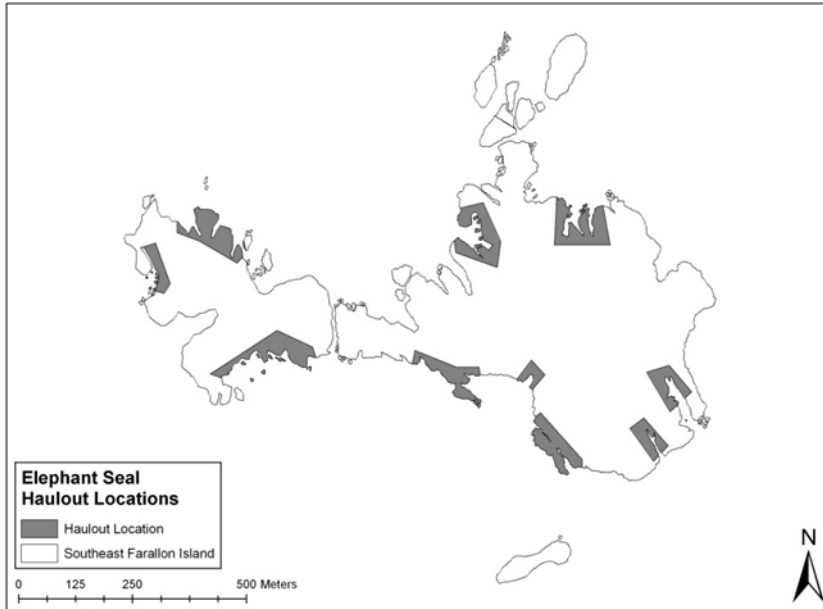 Elephant Seal
Haulout Locations
Haulout Location
Southeast Farallon Island
0 125 250 500 Meters
N